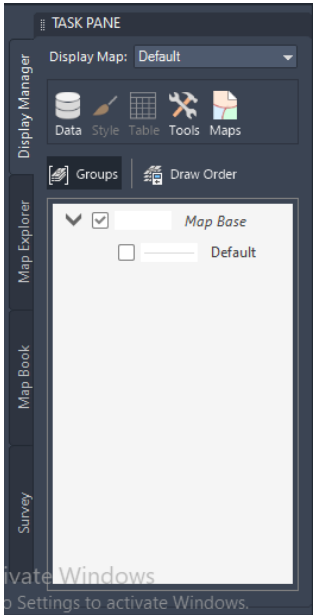 TASK PANE
Display Map: Default
Data Style Table Tools Maps
Groups Draw Order
Map Base
Default
Display Manager
Map Explorer
Map Book
Survey
ivate Windows
o Settings to activate Windows.